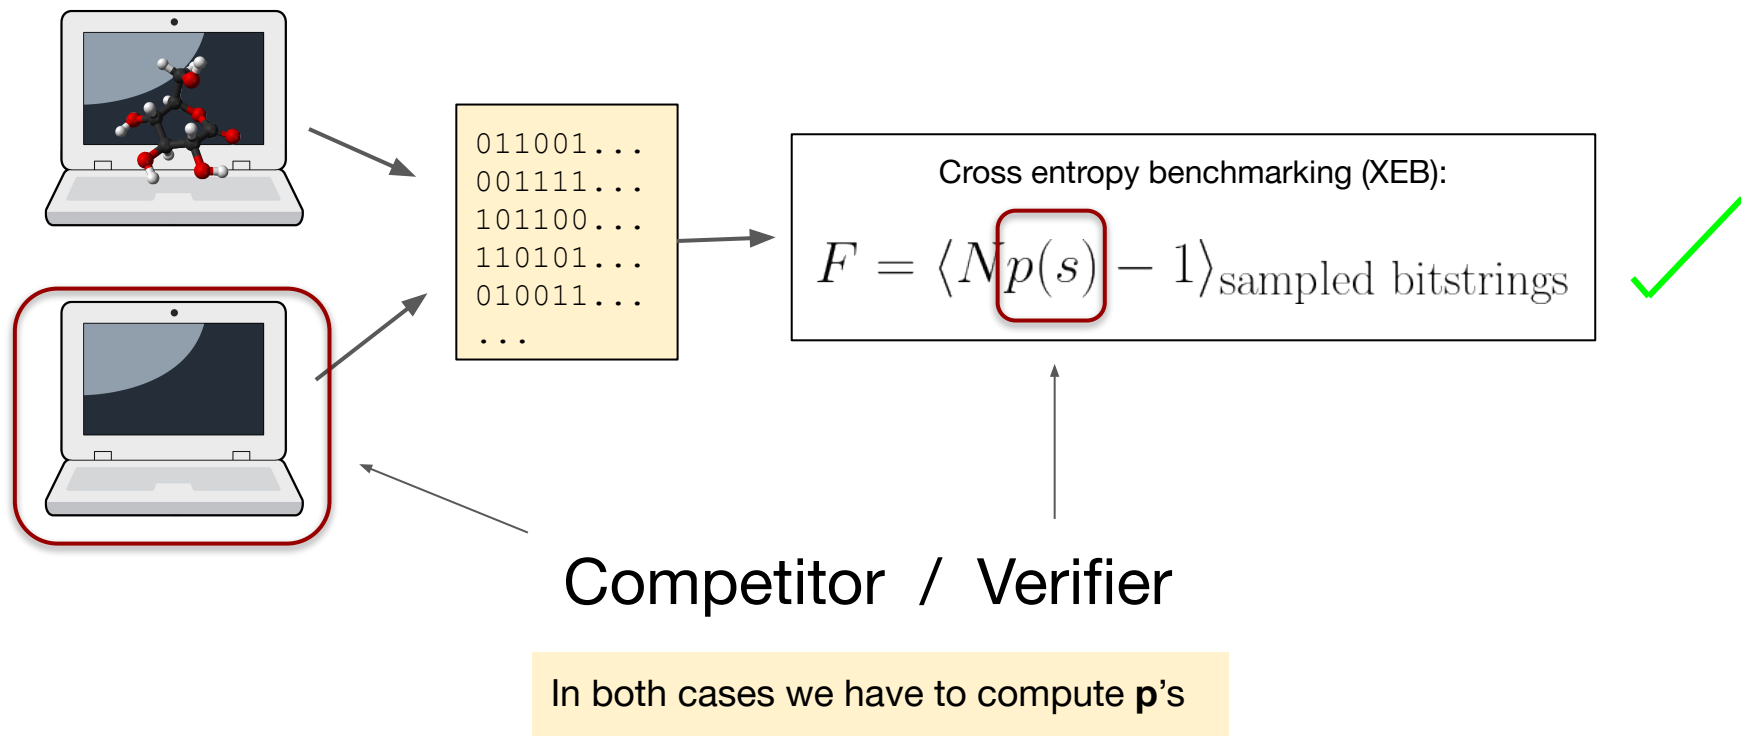 011001...
001111...
101100...
110101...
010011...
...
Cross entropy benchmarking (XEB):
F = ⟨Np(s) − 1⟩sampled bitstrings
Competitor / Verifier
In both cases we have to compute p's